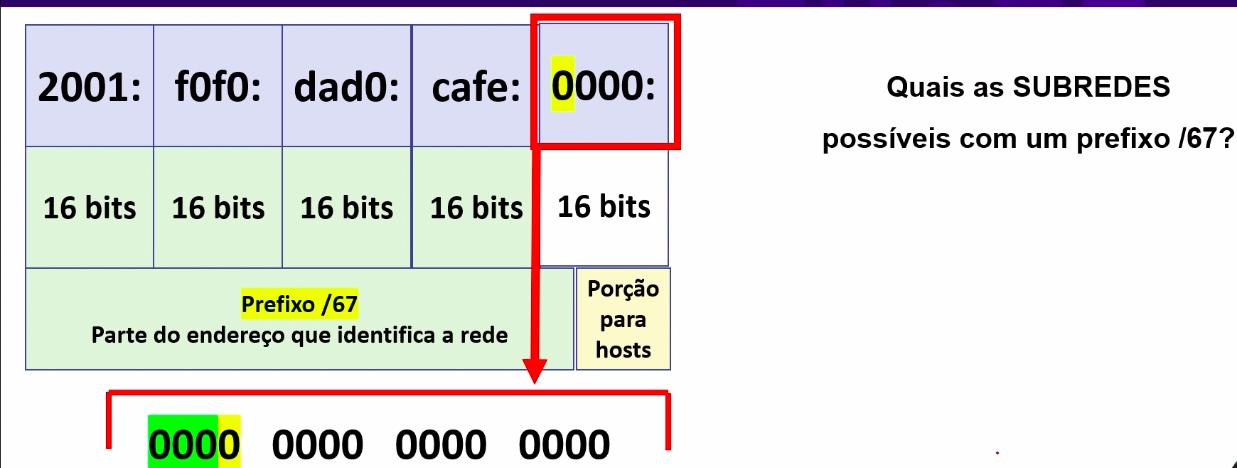 2001: f0f0: dad0: cafe: 0000:
Quais as SUBREDES
possíveis com um prefixo /67?
16 bits 16 bits 16 bits 16 bits 16 bits
Prefixo /67
Parte do endereço que identifica a rede
Porção
para
hosts
0000 0000 0000 0000